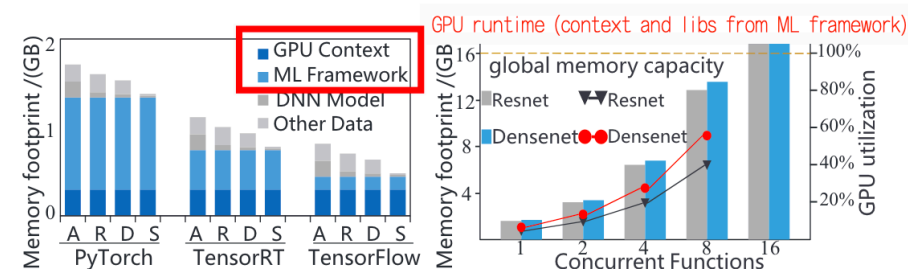 GPU runtime (context and libs from ML framework)
Memory footprint /(GB)
2
1
0
GPU Context
ML Framework
DNN Model
Other Data
A R D S
A R D S
A R D S
PyTorch
TensorRT
TensorFlow
Memory footprint /(GB)
16
12
8
4
global memory capacity
Resnet
Resnet
Densenet
Densenet
100%
80%
60%
40%
20%
GPU utilization
1
2
4
8
16
Concurrent Functions